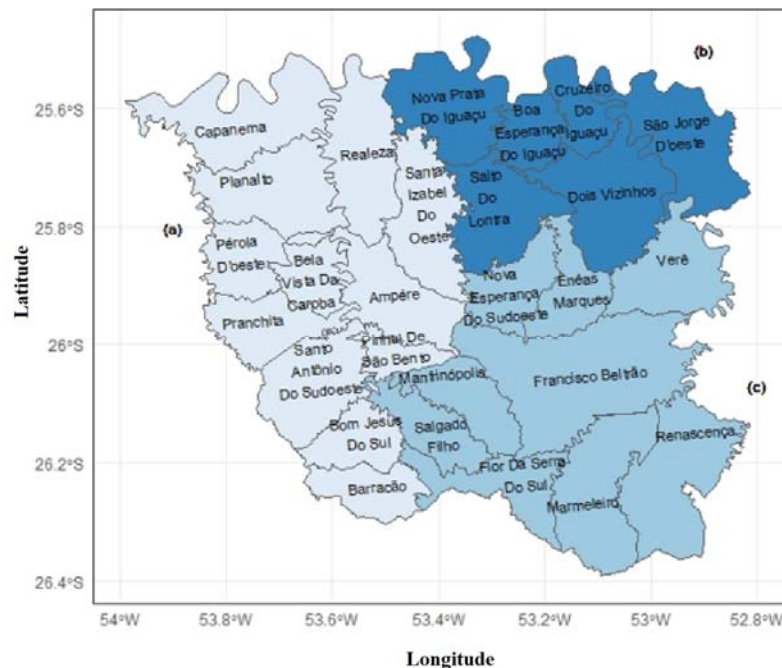 (b)
25.6°S
Nova Prata
Do Iguaçu
Boa
Esperança
Do Iguaçu
Cruzeiro
Do
Iguaçu
São Jorge
D'oeste
Capanema
Realeza
Santa
Izabel
Do
Oeste
Salto
Do
Lontra
Dois Vizinhos
Planalto
25.8°S
(a)
Pérola
D'oeste
Bela
Vista Da
Caroba
Nova
Esperança
Do Sudoeste
Enéas
Marques
Verê
Latitude
Ampére
Pranchita
26°S
Santo
Antônio
Do Sudoeste
Pinhal De
São Bento
Manfrinópolis
Francisco Beltrão
(c)
Bom Jesus
Do Sul
Salgado
Filho
Renascença
26.2°S
Flor Da Serra
Do Sul
Barracão
Marmeleiro
26.4°S
54°W
53.8°W
53.6°W
53.4°W
53.2°W
53°W
52.8°W
Longitude